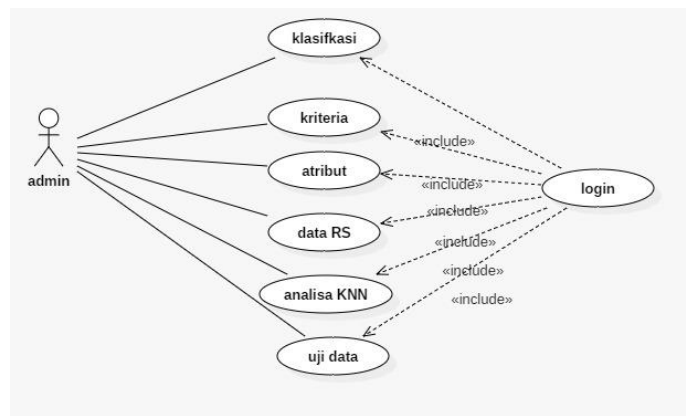 klasifkasi
kriteria
«include»
atribut
admin
«include»
login
«include»
data RS
«include»
«include»
analisa KNN
«include»
uji data